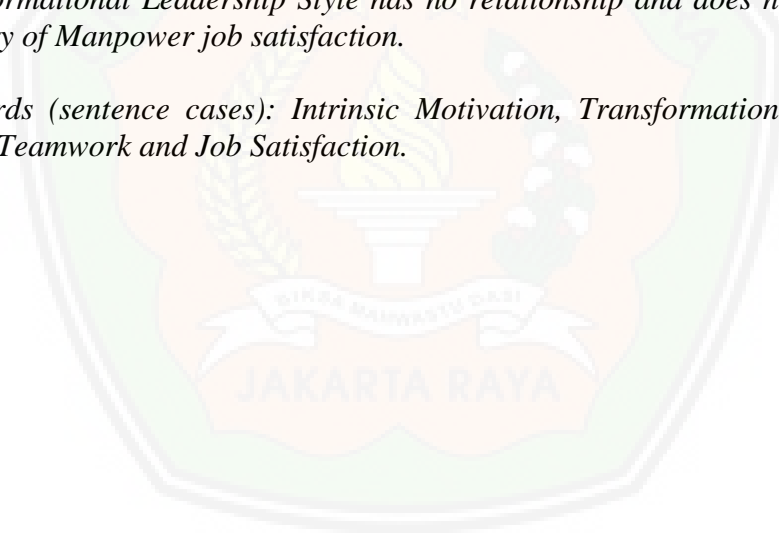 ormational Leadership Style has no relationship and does n
y of Manpower job satisfaction.
rds (sentence cases): Intrinsic Motivation, Transformation
Teamwork and Job Satisfaction.
JAKARTA RAYA